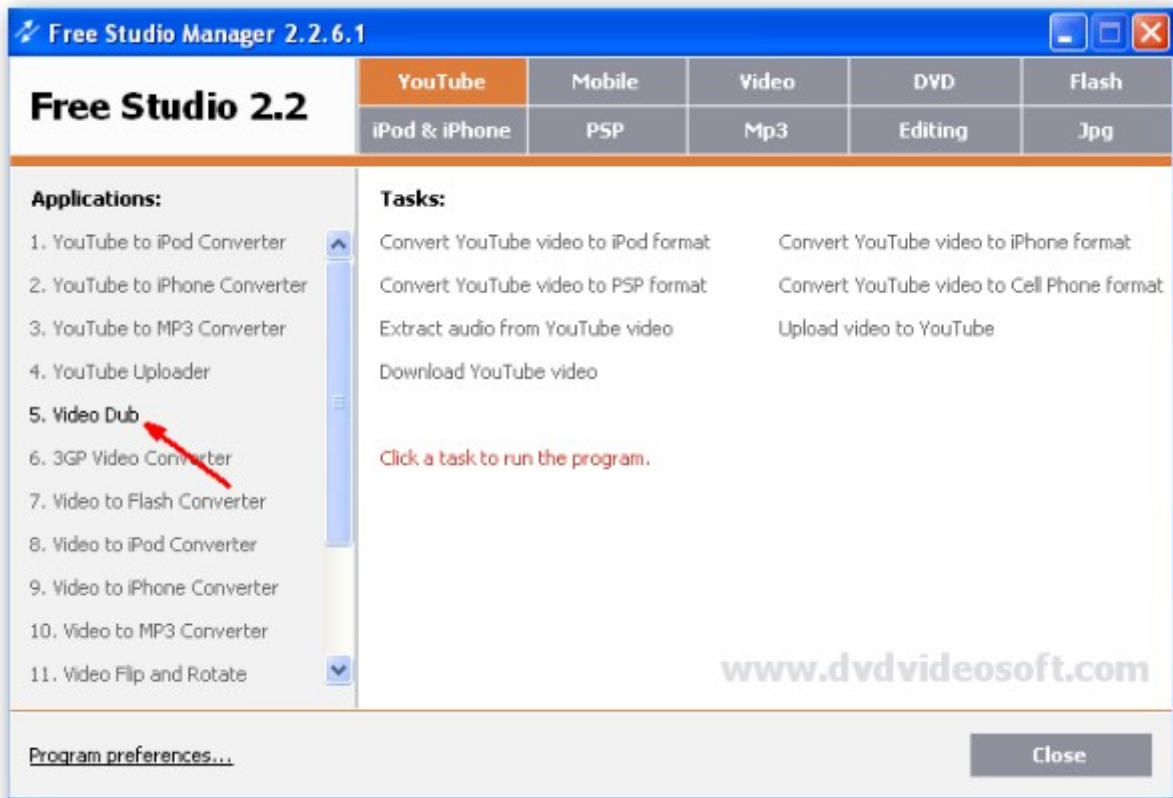 Free Studio Manager 2.2.6.1
Free Studio 2.2
YouTube Mobile Video DVD Flash
iPod & iPhone PSP Mp3 Editing Jpg
Applications:
1. YouTube to iPod Converter
2. YouTube to iPhone Converter
3. YouTube to MP3 Converter
4. YouTube Uploader
5. Video Dub
6. 3GP Video Converter
7. Video to Flash Converter
8. Video to iPod Converter
9. Video to iPhone Converter
10. Video to MP3 Converter
11. Video Flip and Rotate
Tasks:
Convert YouTube video to iPod format Convert YouTube video to iPhone format
Convert YouTube video to PSP format Convert YouTube video to Cell Phone format
Extract audio from YouTube video Upload video to YouTube
Download YouTube video
Click a task to run the program.
www.dvdvideosoft.com
Program preferences... Close